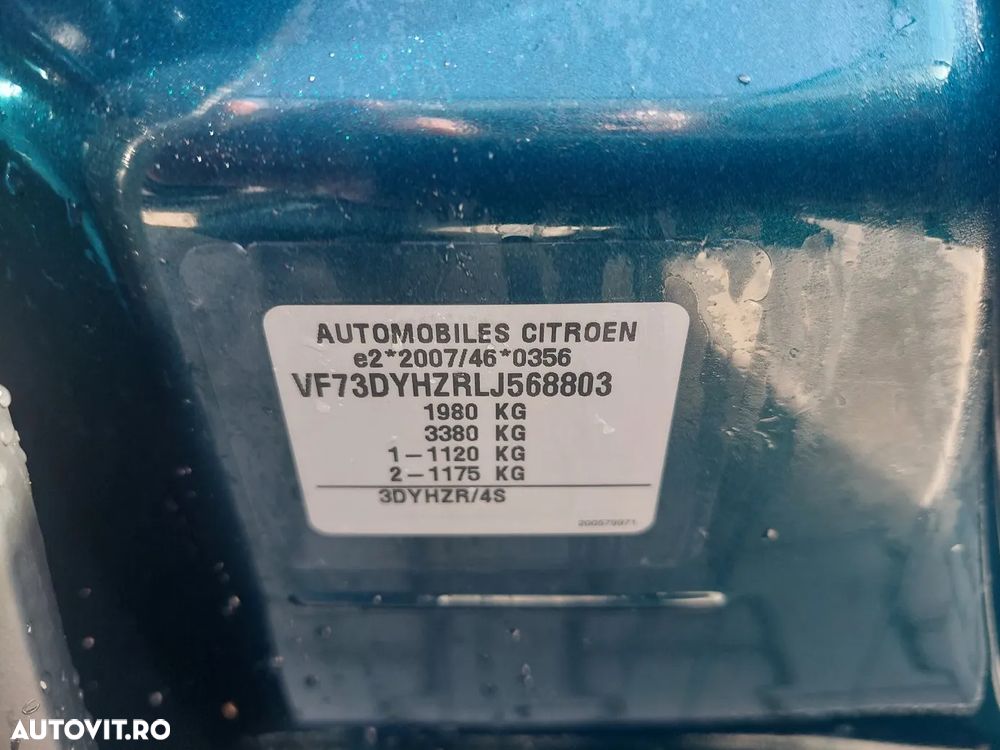 AUTOMOBILES CITROEN
e2*2007/46*0356
VF73DYHZRLJ568803
1980 KG
3380 KG
1-1120 KG
2-1175 KG
3DYHZR/4S
200579971
AUTOVIT.RO